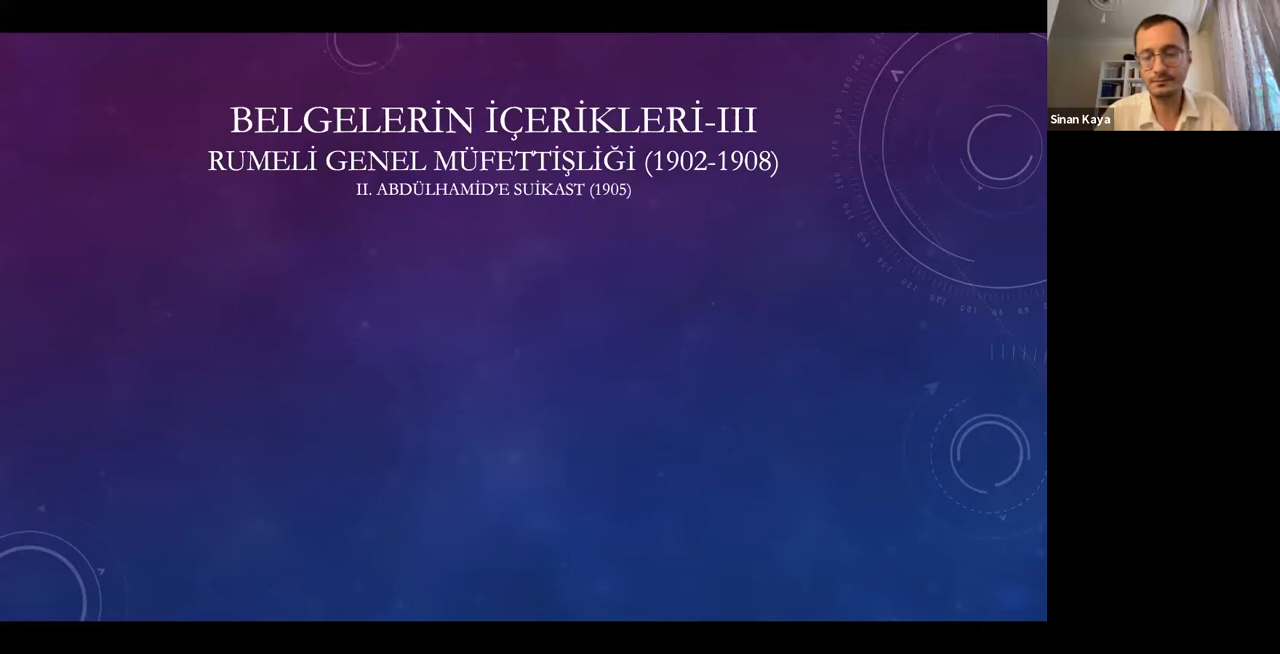 BELGELERİN İÇERİKLERİ-III
RUMELİ GENEL MÜFETTİŞLİĞİ (1902-1908)
II. ABDÜLHAMİD'E SUİKAST (1905)
Sinan Kaya